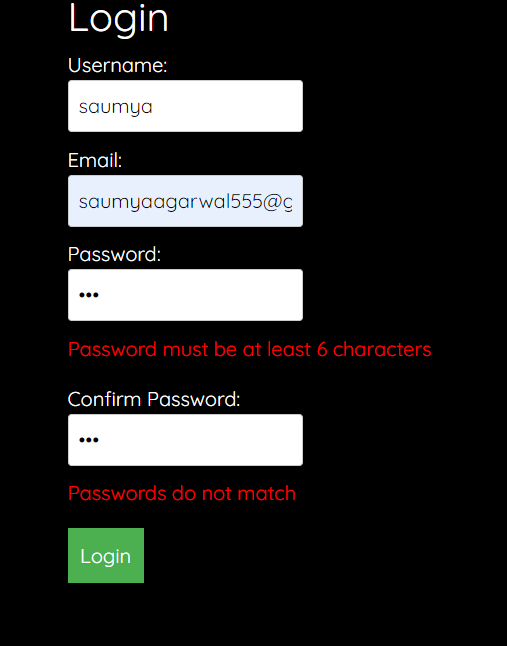 Login
Username:
saumya
Email:
saumyaagarwal555@g
Password:
•••
Password must be at least 6 characters
Confirm Password:
•••
Passwords do not match
Login